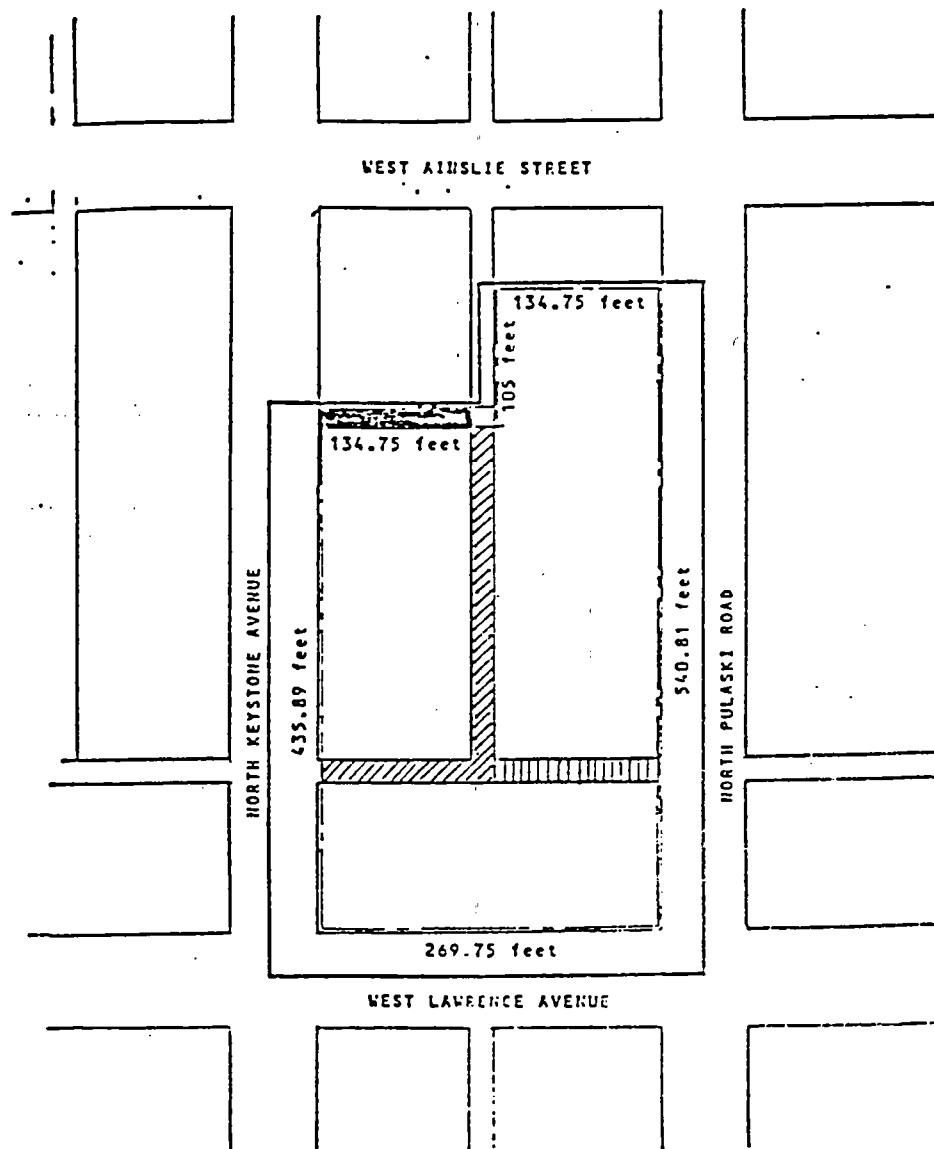 WEST AINSLIE STREET
134.75 feet
105 feet
134.75 feet
NORTH KEYSTONE AVENUE
435.89 feet
540.81 feet
NORTH PULASKI ROAD
269.75 feet
WEST LAWRENCE AVENUE